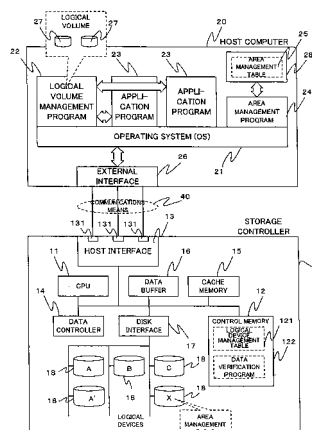 LOGICAL VOLUME
27
27
20
HOST COMPUTER
25
22
23
23
AREA MANAGEMENT TABLE
28
LOGICAL VOLUME MANAGEMENT PROGRAM
APPLI-CATION PROGRAM
APPLI-CATION PROGRAM
24
AREA MANAGEMENT PROGRAM
OPERATING SYSTEM (OS)
26
21
EXTERNAL INTERFACE
COMMUNICATIONS MEANS
40
131
131
131
13
STORAGE CONTROLLER
HOST INTERFACE
11
16
15
CPU
DATA BUFFER
CACHE MEMORY
14
12
DATA CONTROLLER
DISK INTERFACE
17
CONTROL MEMORY
LOGICAL DEVICE MANAGEMENT TABLE
121
122
DATA VERIFICATION PROGRAM
18
A
B
C
18
18
18
A'
X
18
LOGICAL DEVICES
AREA MANAGEMENT